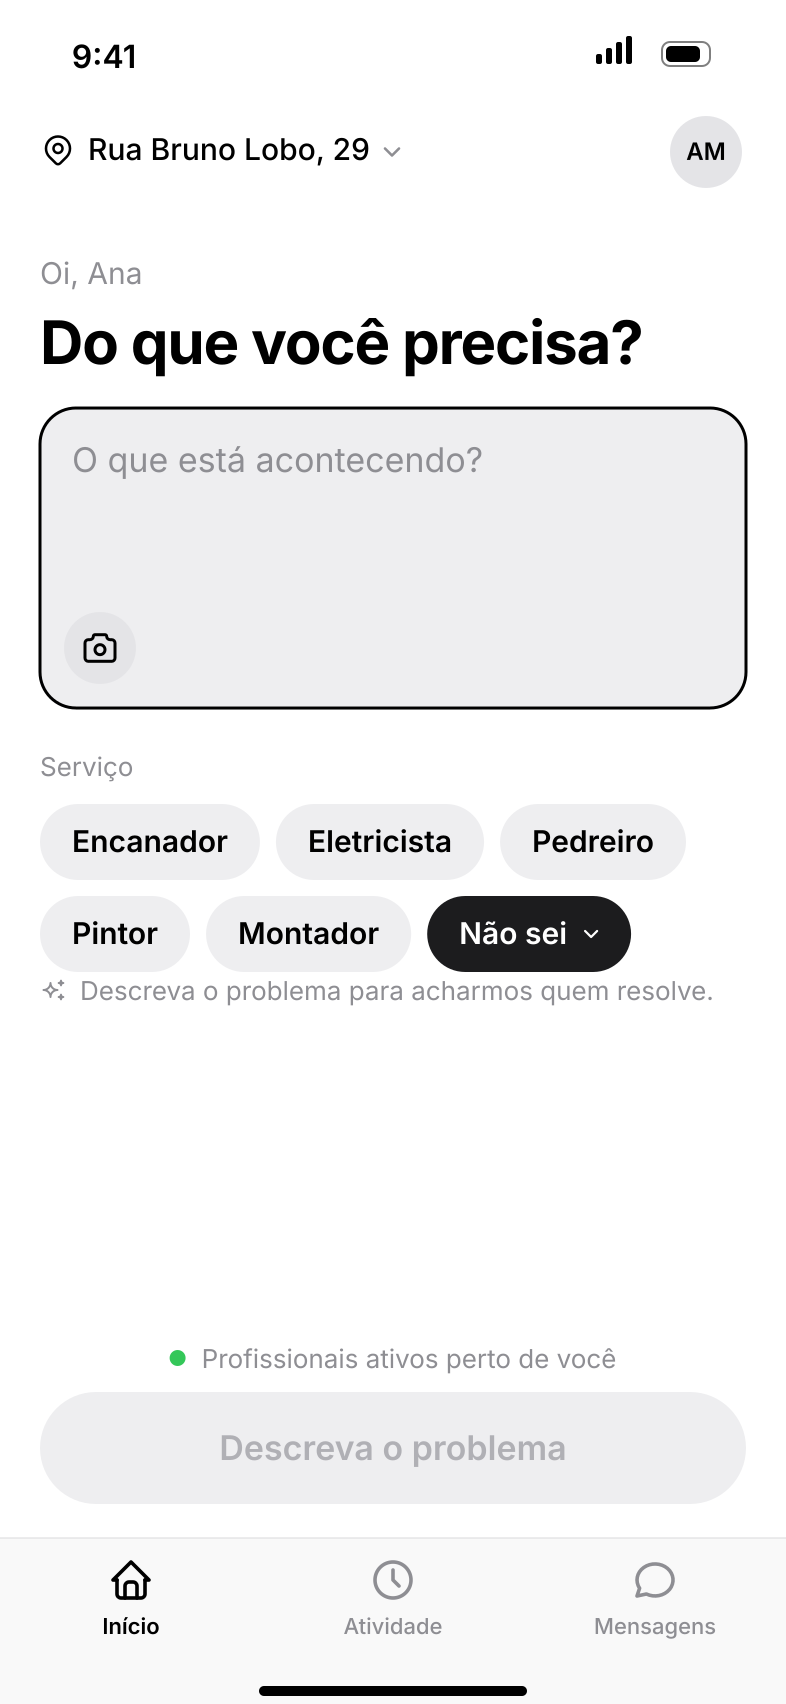 9:41
Rua Bruno Lobo, 29
AM
Oi, Ana
Do que você precisa?
O que está acontecendo?
Serviço
Encanador Eletricista Pedreiro
Pintor Montador Não sei
Descreva o problema para acharmos quem resolve.
Profissionais ativos perto de você
Descreva o problema
Início Atividade Mensagens